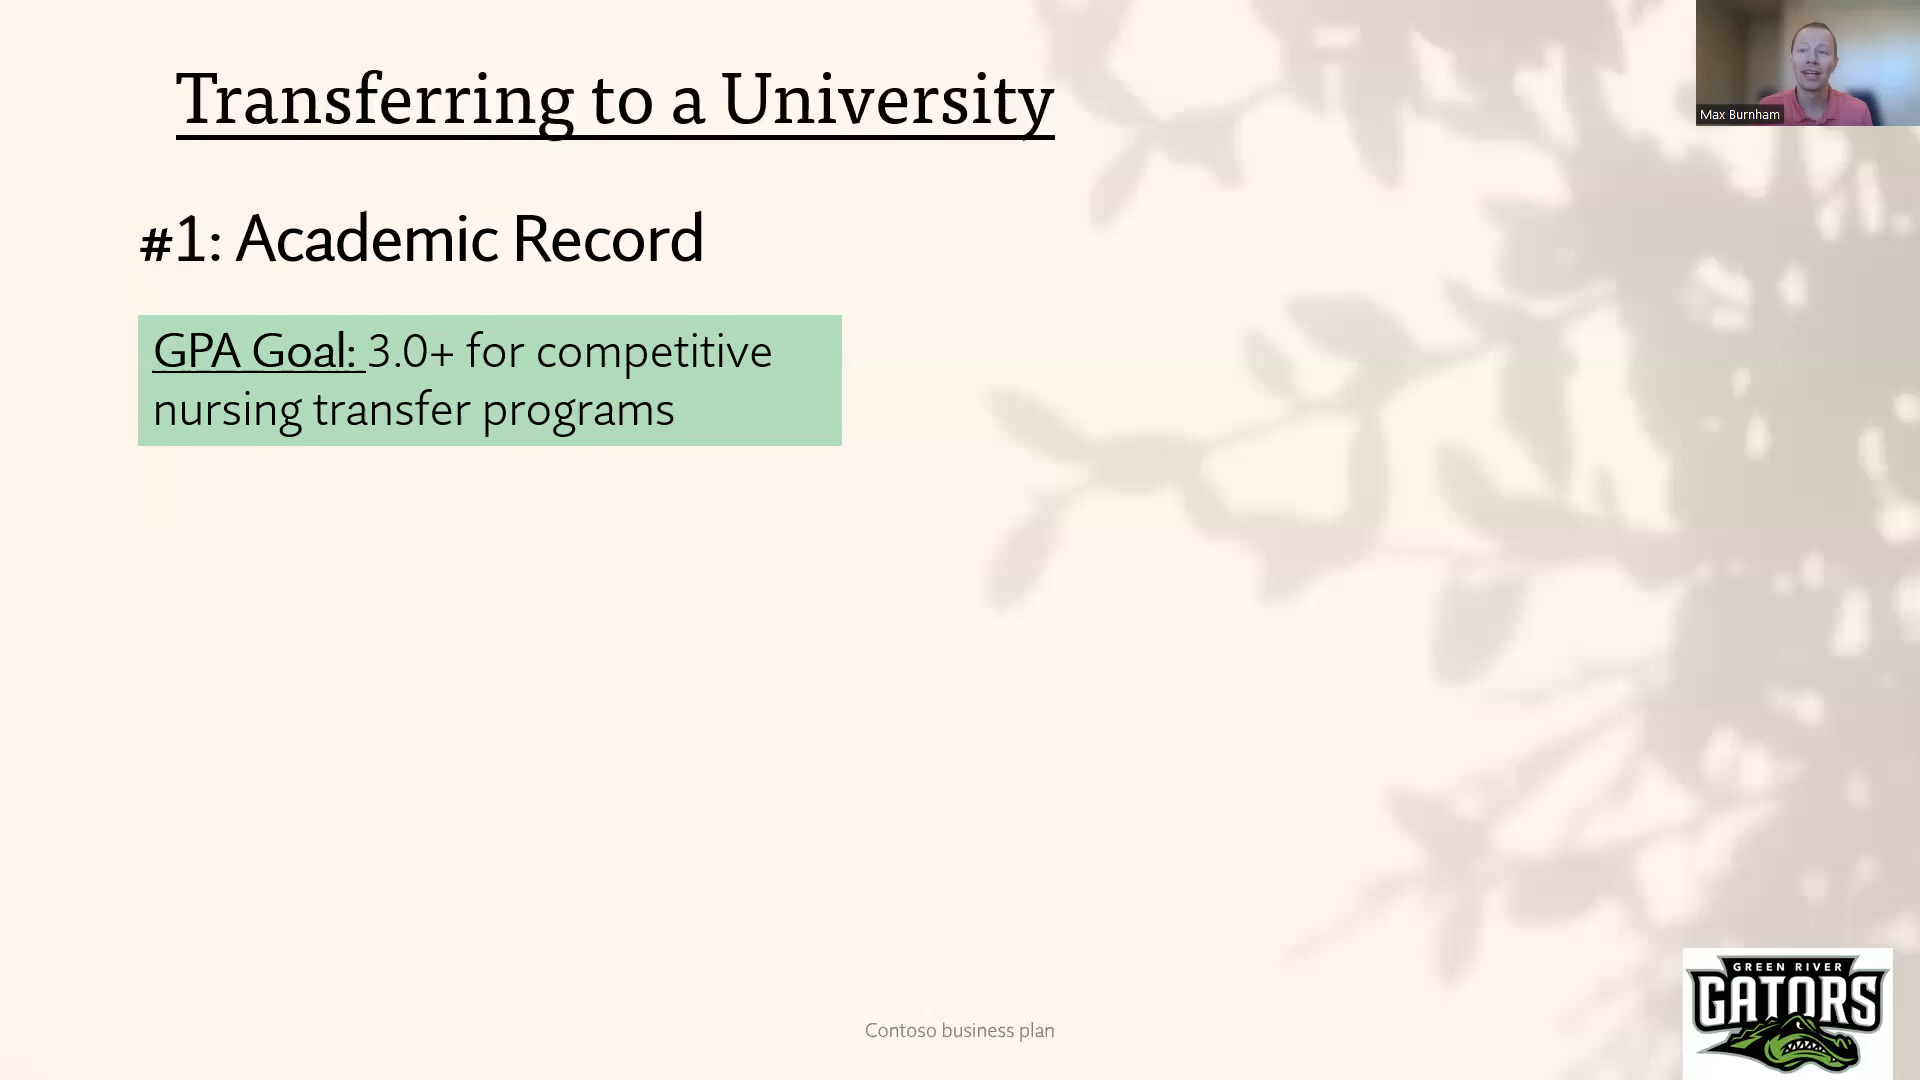 Transferring to a University
Max Burnham
#1: Academic Record
GPA Goal: 3.0+ for competitive
nursing transfer programs
Contoso business plan
GREEN RIVER
GATORS